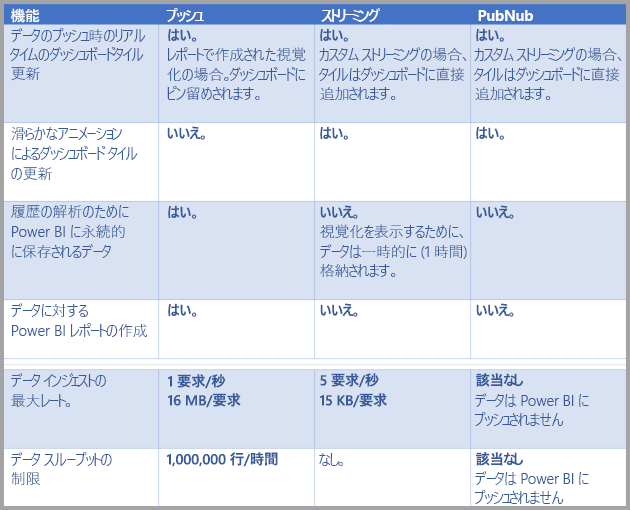 機能 プッシュ ストリーミング PubNub
データのプッシュ時のリアル
タイムのダッシュボードタイル
更新
はい。
レポートで作成された視覚
化の場合。ダッシュボードに
ピン留めされます。
はい。
カスタム ストリーミングの場合、
タイルはダッシュボードに直接
追加されます。
はい。
カスタム ストリーミングの場合、
タイルはダッシュボードに直接
追加されます。
滑らかなアニメーション
によるダッシュボード タイル
の更新
いいえ。
はい。
はい。
履歴の解析のために
Power BI に永続的
に保存されるデータ
はい。
いいえ。
視覚化を表示するために、
データは一時的に (1 時間)
格納されます。
いいえ。
データに対する
Power BI レポートの作成
はい。
いいえ。
いいえ。
データ インジェストの
最大レート。
1 要求/秒
16 MB/要求
5 要求/秒
15 KB/要求
該当なし
データは Power BI に
プッシュされません
データ スループットの
制限
1,000,000 行/時間
なし。
該当なし
データは Power BI に
プッシュされません